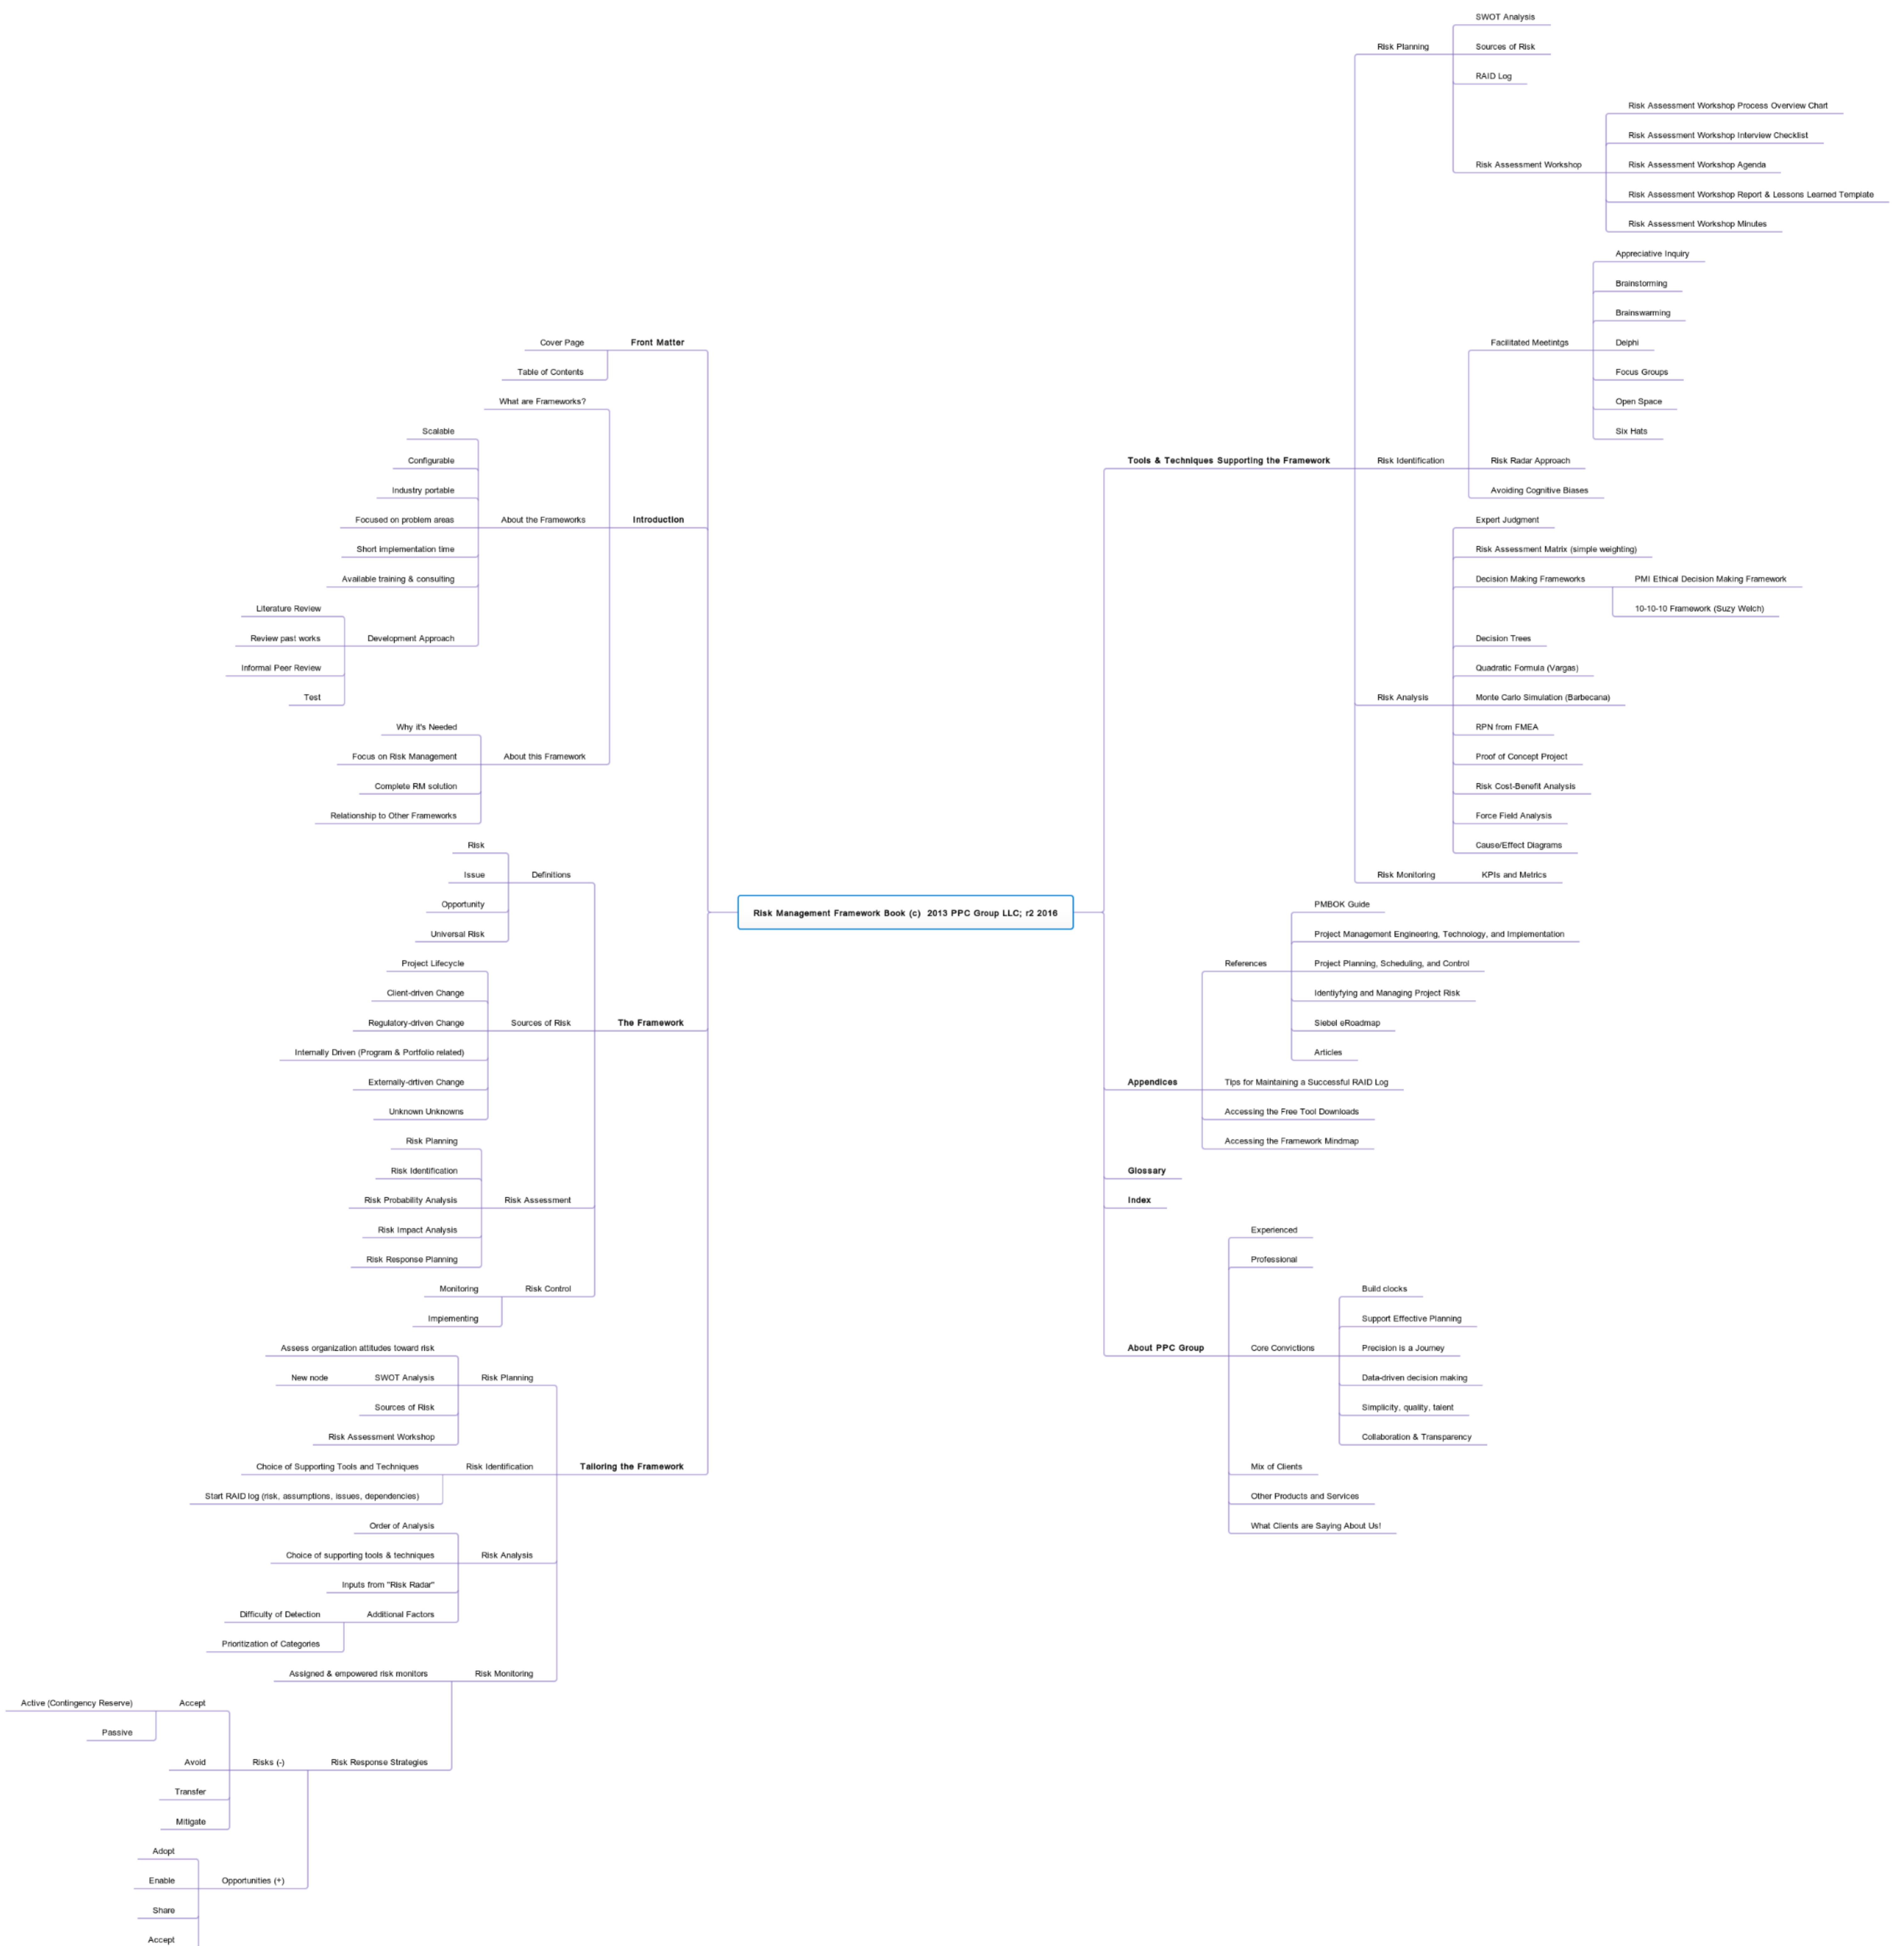 Risk Management Framework Book (c) 2013 PPC Group LLC; r2 2016
Front Matter
Cover Page
Table of Contents
Introduction
What are Frameworks?
About the Frameworks
Scalable
Configurable
Industry portable
Focused on problem areas
Short implementation time
Available training & consulting
Development Approach
Literature Review
Review past works
Informal Peer Review
Test
About this Framework
Why it's Needed
Focus on Risk Management
Complete RM solution
Relationship to Other Frameworks
The Framework
Definitions
Risk
Issue
Opportunity
Universal Risk
Sources of Risk
Project Lifecycle
Client-driven Change
Regulatory-driven Change
Internally Driven (Program & Portfolio related)
Externally-drtiven Change
Unknown Unknowns
Risk Assessment
Risk Planning
Risk Identification
Risk Probability Analysis
Risk Impact Analysis
Risk Response Planning
Risk Control
Monitoring
Implementing
Tailoring the Framework
Risk Planning
Assess organization attitudes toward risk
SWOT Analysis
New node
Sources of Risk
Risk Assessment Workshop
Risk Identification
Choice of Supporting Tools and Techniques
Start RAID log (risk, assumptions, issues, dependencies)
Risk Analysis
Order of Analysis
Choice of supporting tools & techniques
Inputs from "Risk Radar"
Additional Factors
Difficulty of Detection
Prioritization of Categories
Risk Monitoring
Assigned & empowered risk monitors
Risk Response Strategies
Risks (-)
Accept
Active (Contingency Reserve)
Passive
Avoid
Transfer
Mitigate
Opportunities (+)
Adopt
Enable
Share
Accept
Tools & Techniques Supporting the Framework
Risk Planning
SWOT Analysis
Sources of Risk
RAID Log
Risk Assessment Workshop
Risk Assessment Workshop Process Overview Chart
Risk Assessment Workshop Interview Checklist
Risk Assessment Workshop Agenda
Risk Assessment Workshop Report & Lessons Learned Template
Risk Assessment Workshop Minutes
Risk Identification
Facilitated Meetintgs
Appreciative Inquiry
Brainstorming
Brainswarming
Delphi
Focus Groups
Open Space
Six Hats
Risk Radar Approach
Avoiding Cognitive Biases
Risk Analysis
Expert Judgment
Risk Assessment Matrix (simple weighting)
Decision Making Frameworks
PMI Ethical Decision Making Framework
10-10-10 Framework (Suzy Welch)
Decision Trees
Quadratic Formula (Vargas)
Monte Carlo Simulation (Barbecana)
RPN from FMEA
Proof of Concept Project
Risk Cost-Benefit Analysis
Force Field Analysis
Cause/Effect Diagrams
Risk Monitoring
KPIs and Metrics
Appendices
References
PMBOK Guide
Project Management Engineering, Technology, and Implementation
Project Planning, Scheduling, and Control
Identiyfying and Managing Project Risk
Siebel eRoadmap
Articles
Tips for Maintaining a Successful RAID Log
Accessing the Free Tool Downloads
Accessing the Framework Mindmap
Glossary
Index
About PPC Group
Experienced
Professional
Core Convictions
Build clocks
Support Effective Planning
Precision is a Journey
Data-driven decision making
Simplicity, quality, talent
Collaboration & Transparency
Mix of Clients
Other Products and Services
What Clients are Saying About Us!